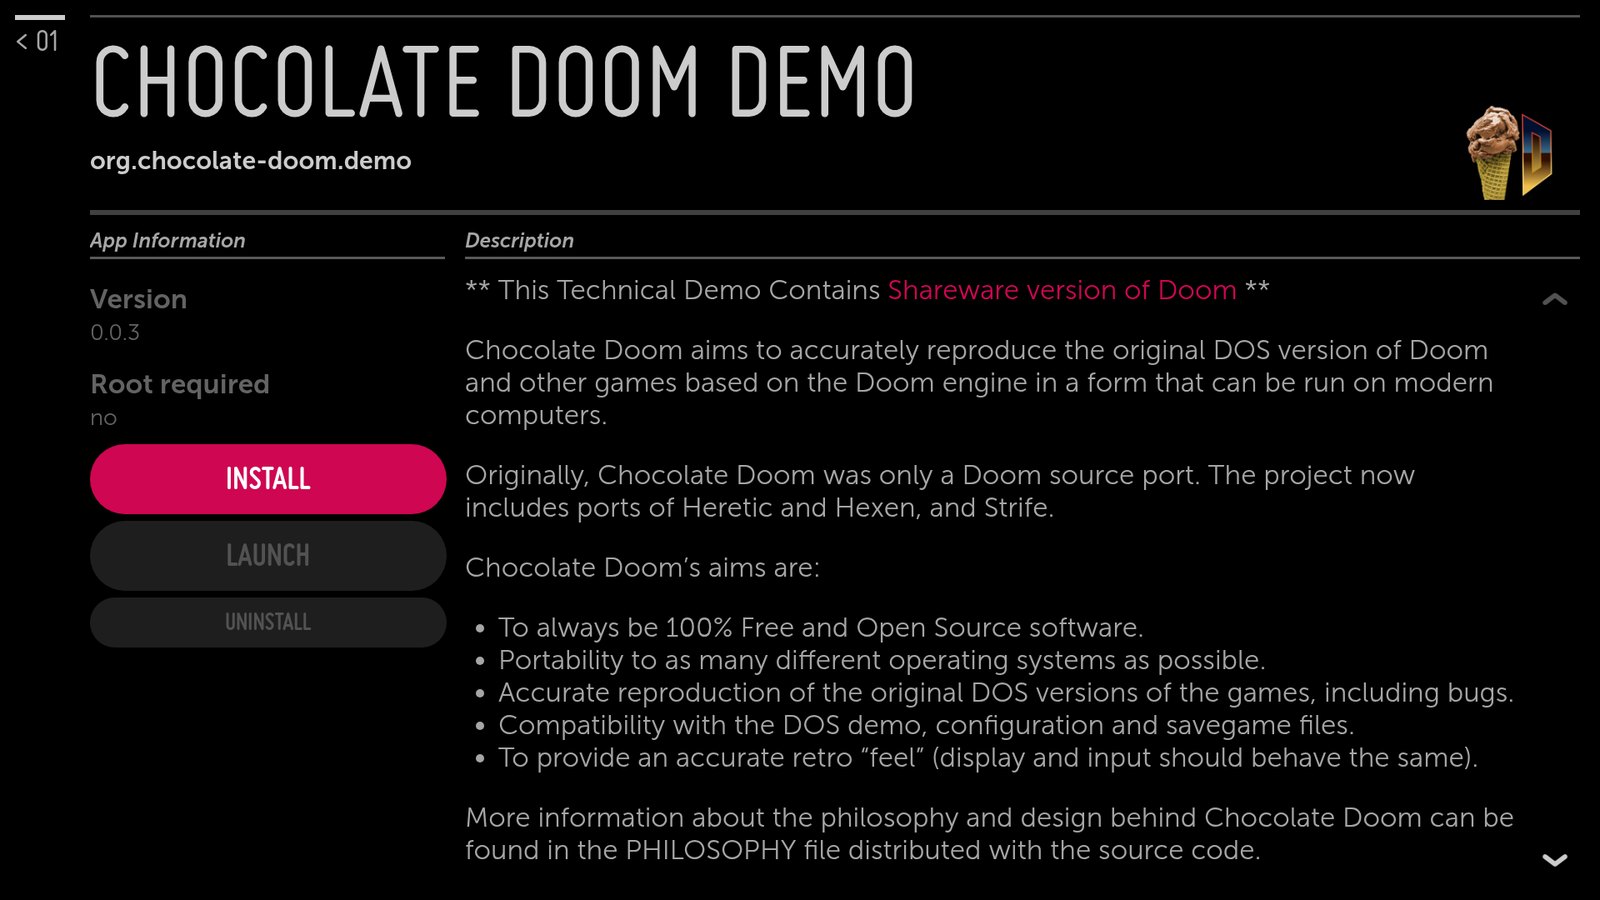 < 01
CHOCOLATE DOOM DEMO
org.chocolate-doom.demo
App Information
Version
0.0.3
Root required
no
INSTALL
LAUNCH
UNINSTALL
Description
** This Technical Demo Contains Shareware version of Doom **
Chocolate Doom aims to accurately reproduce the original DOS version of Doom
and other games based on the Doom engine in a form that can be run on modern
computers.
Originally, Chocolate Doom was only a Doom source port. The project now
includes ports of Heretic and Hexen, and Strife.
Chocolate Doom’s aims are:
• To always be 100% Free and Open Source software.
• Portability to as many different operating systems as possible.
• Accurate reproduction of the original DOS versions of the games, including bugs.
• Compatibility with the DOS demo, configuration and savegame files.
• To provide an accurate retro “feel” (display and input should behave the same).
More information about the philosophy and design behind Chocolate Doom can be
found in the PHILOSOPHY file distributed with the source code.